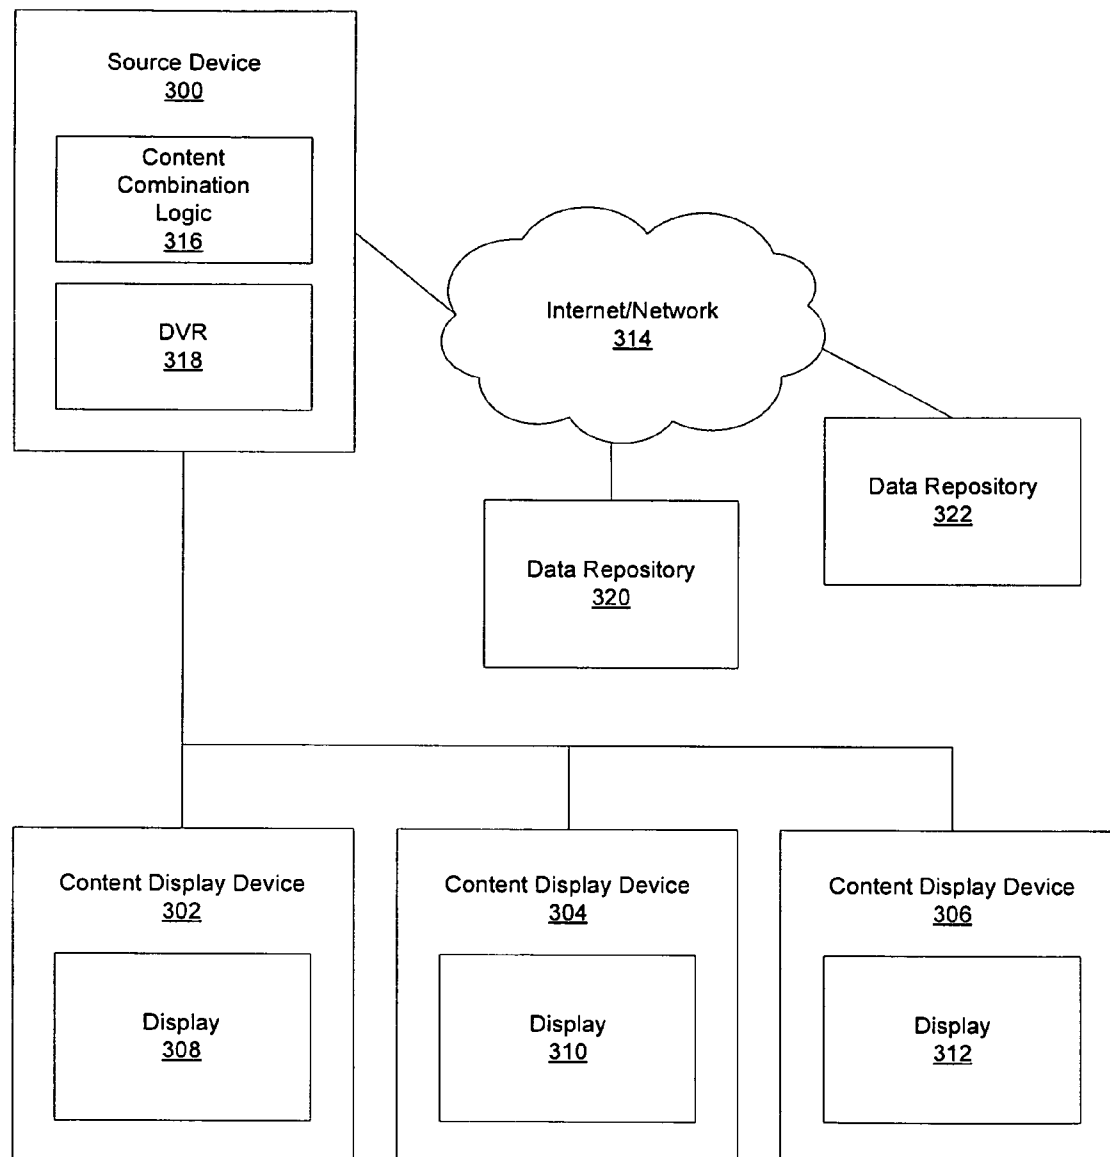 Source Device
300
Content
Combination
Logic
316
DVR
318
Internet/Network
314
Data Repository
322
Data Repository
320
Content Display Device
302
Display
308
Content Display Device
304
Display
310
Content Display Device
306
Display
312